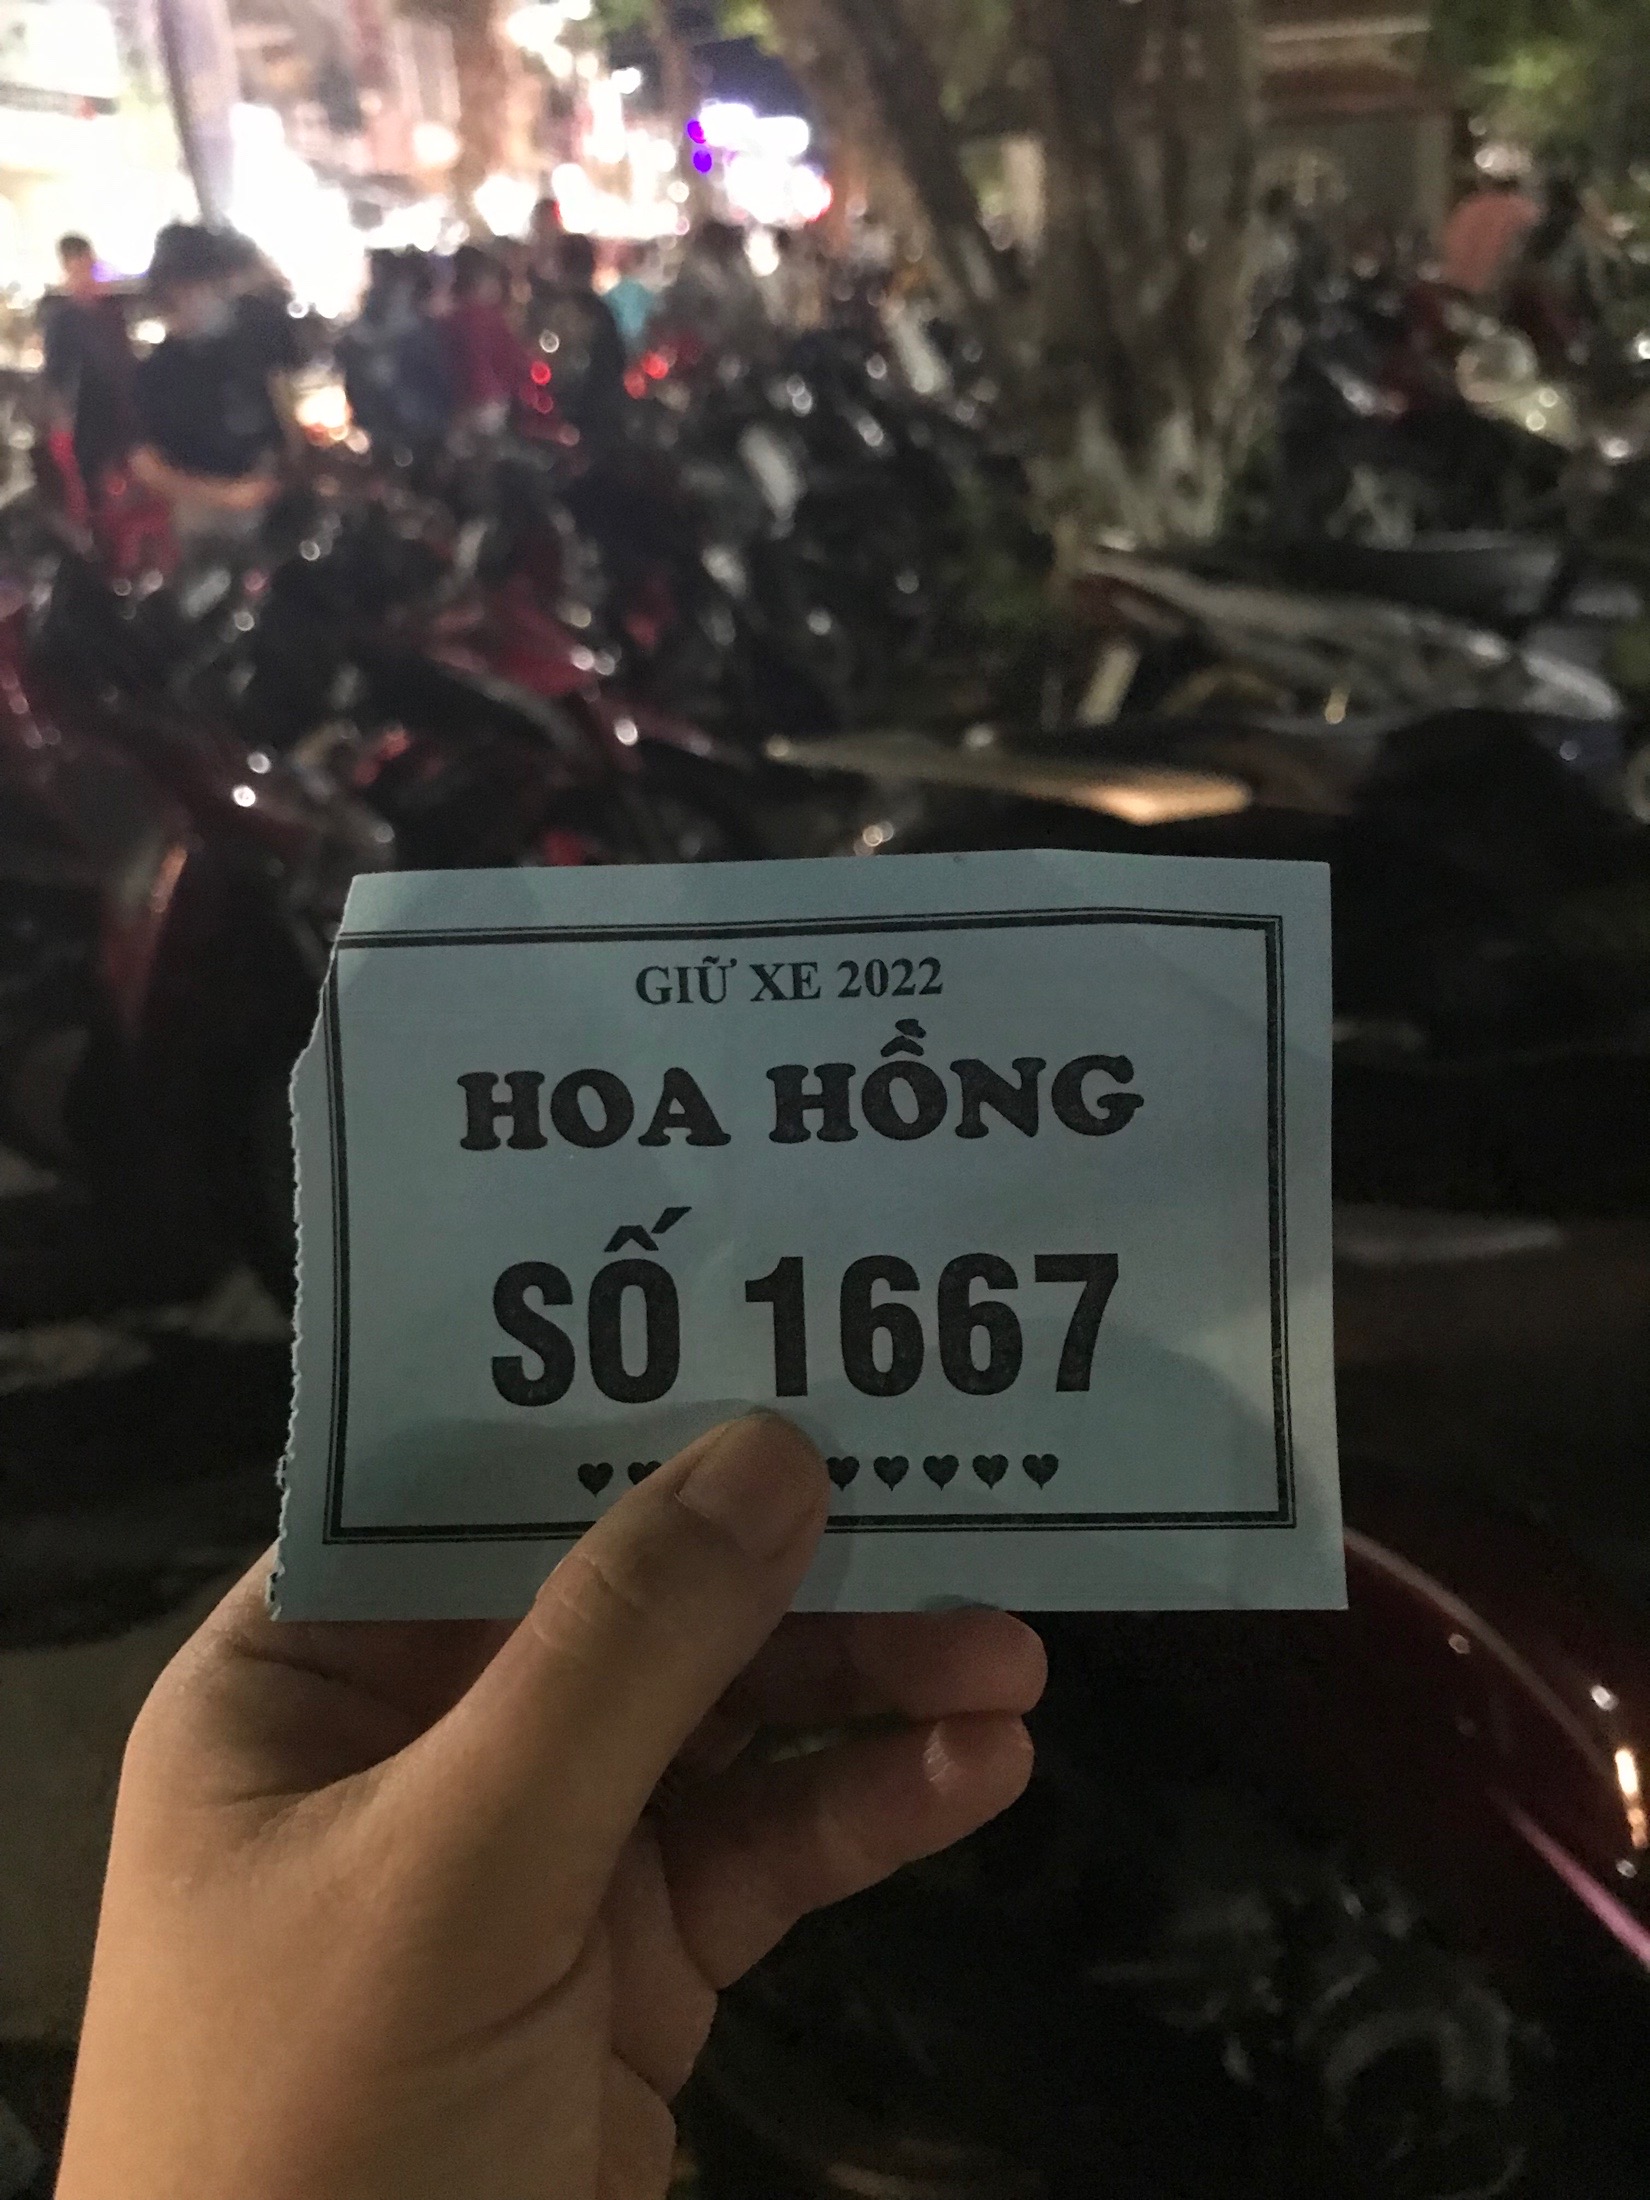 GIỮ XE 2022
HOA HỒNG
SỐ 1667